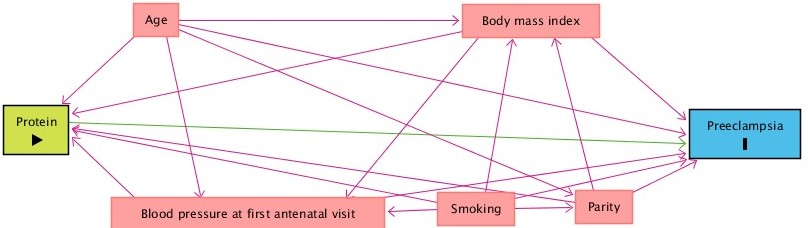 Age
Body mass index
Protein
Preeclampsia
Blood pressure at first antenatal visit
Smoking
Parity